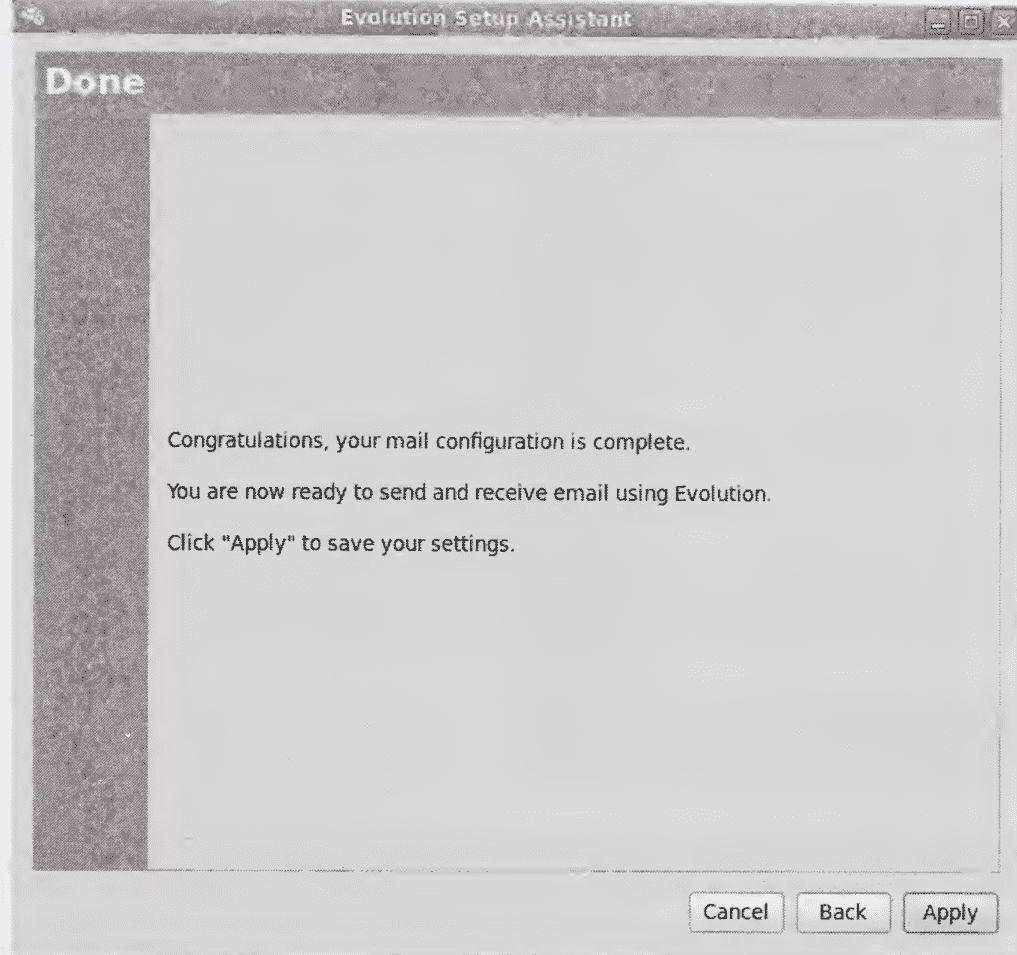 Evolution Setup Assistant
Done
Congratulations, your mail configuration is complete.
You are now ready to send and receive email using Evolution.
Click "Apply" to save your settings.
Cancel Back Apply